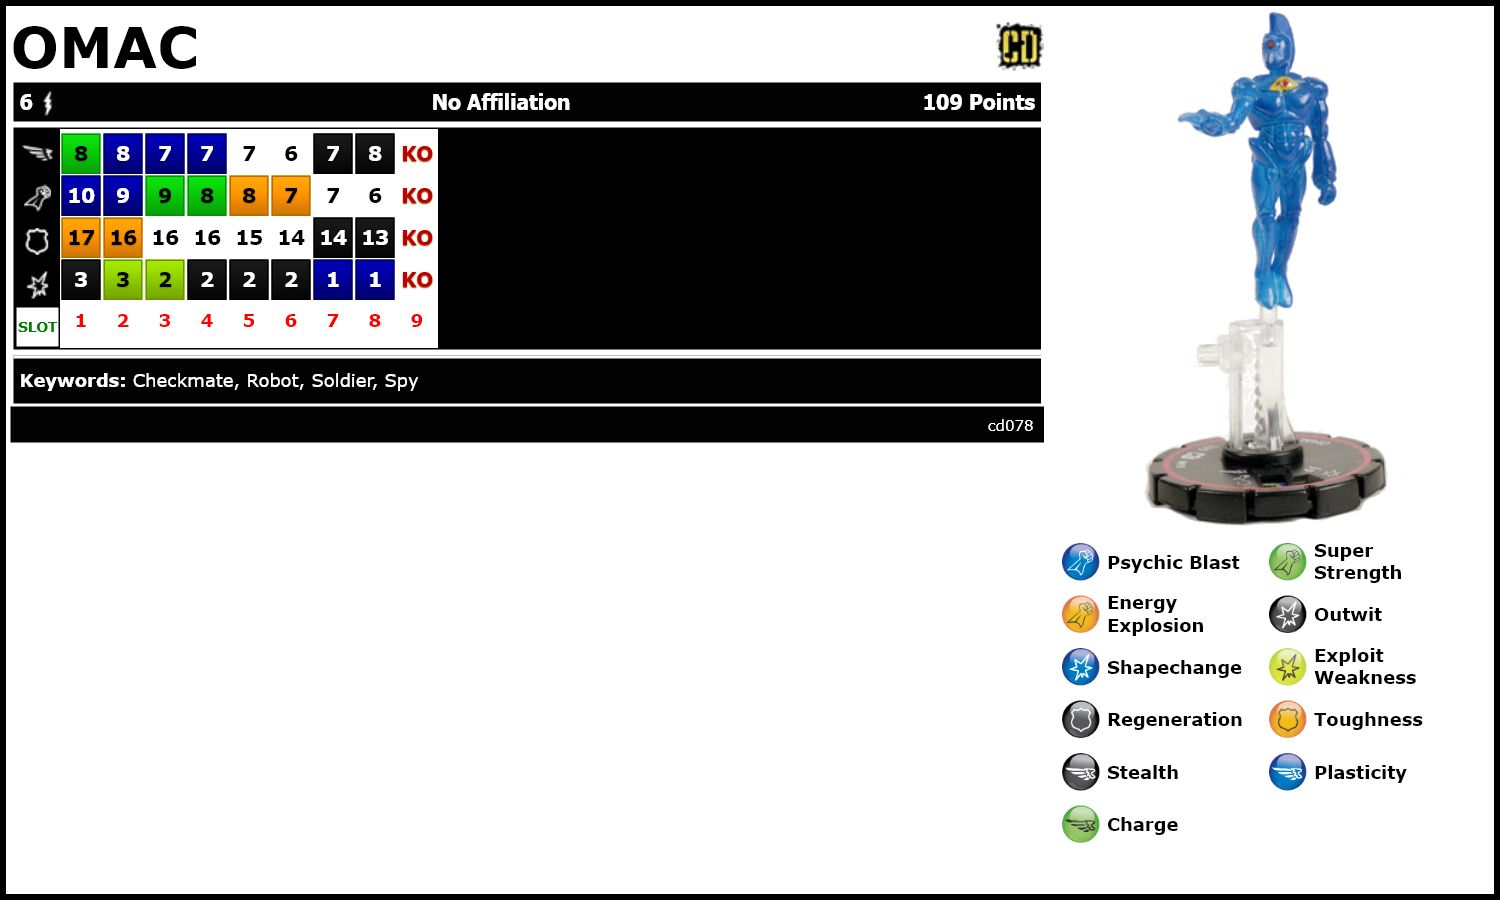 OMAC
CD
6 No Affiliation 109 Points
8 8 7 7 7 6 7 8 KO
10 9 9 8 8 7 7 6 KO
17 16 16 16 15 14 14 13 KO
3 3 2 2 2 2 1 1 KO
SLOT 1 2 3 4 5 6 7 8 9
Keywords: Checkmate, Robot, Soldier, Spy
cd078
Psychic Blast
Super
Strength
Energy
Explosion
Outwit
Shapechange
Exploit
Weakness
Regeneration
Toughness
Stealth
Plasticity
Charge